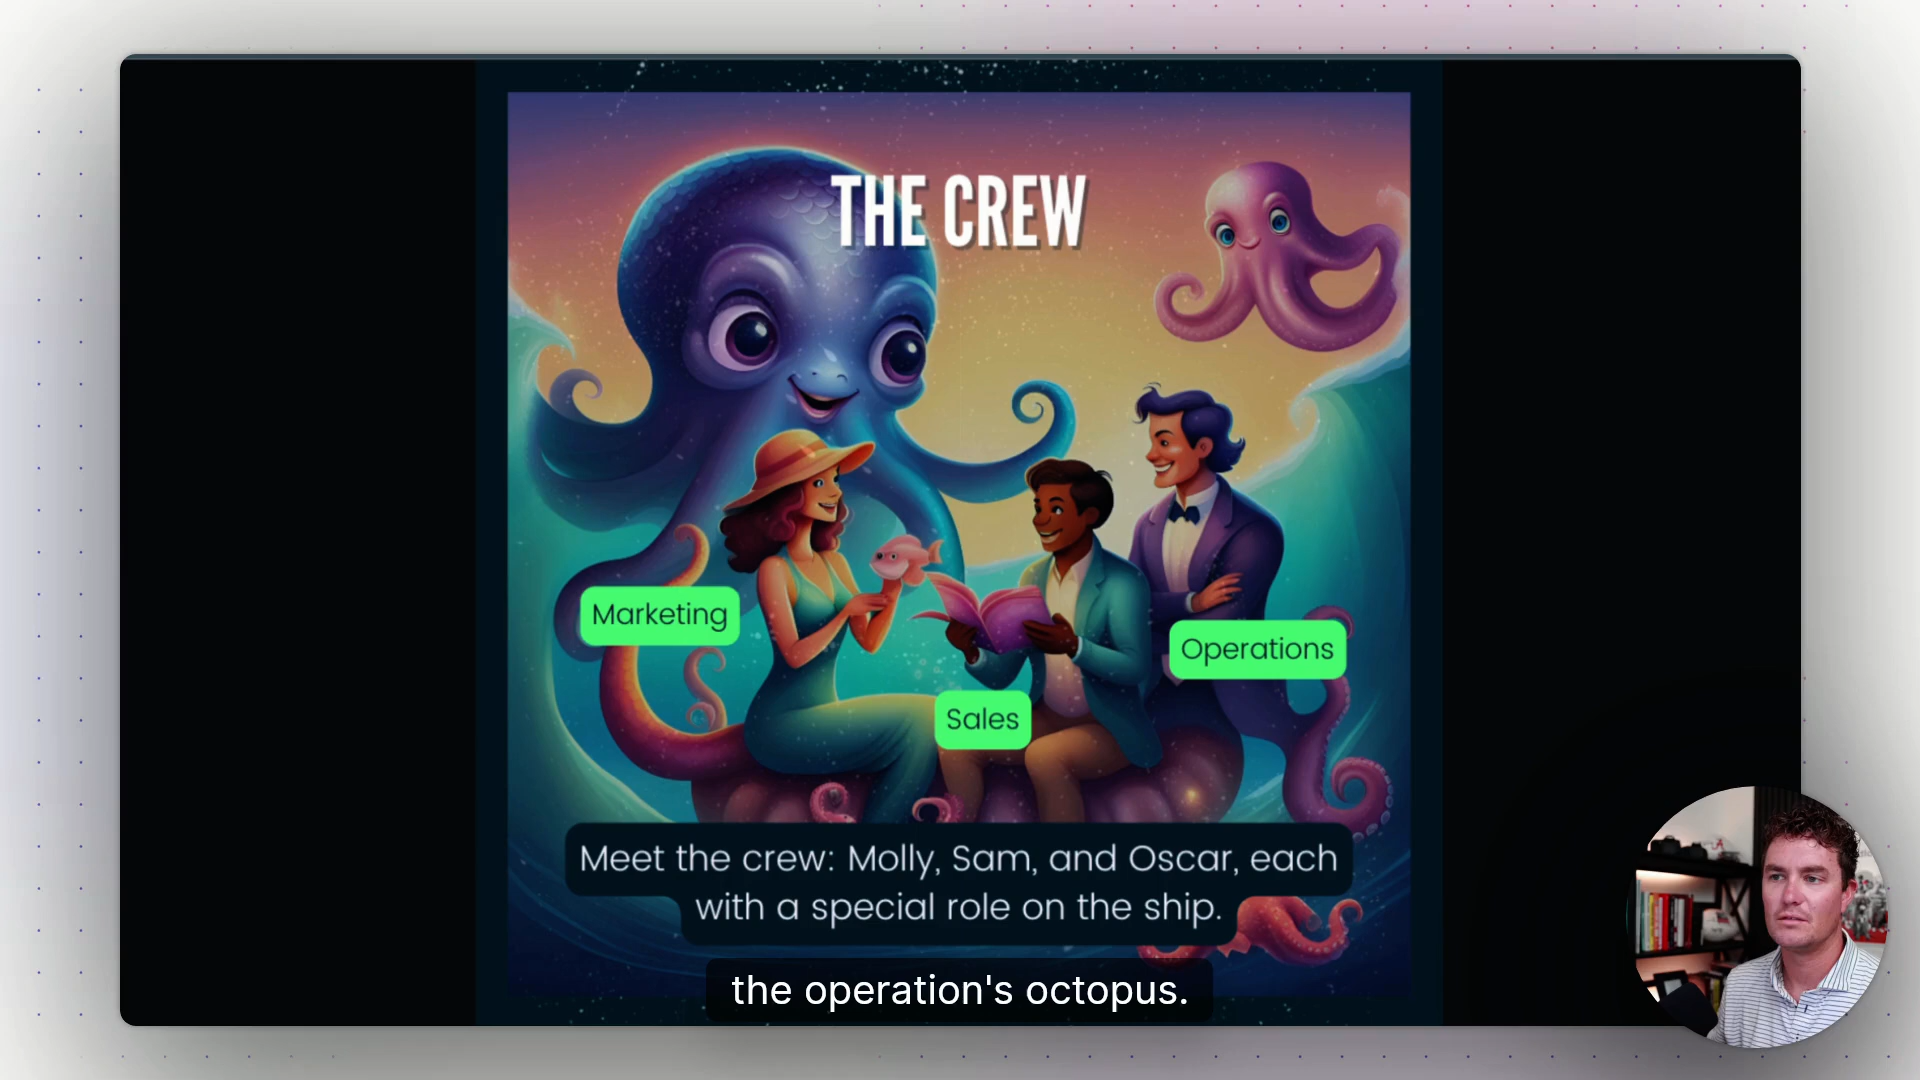 THE CREW
Marketing
Operations
Sales
Meet the crew: Molly, Sam, and Oscar, each
with a special role on the ship.
the operation's octopus.